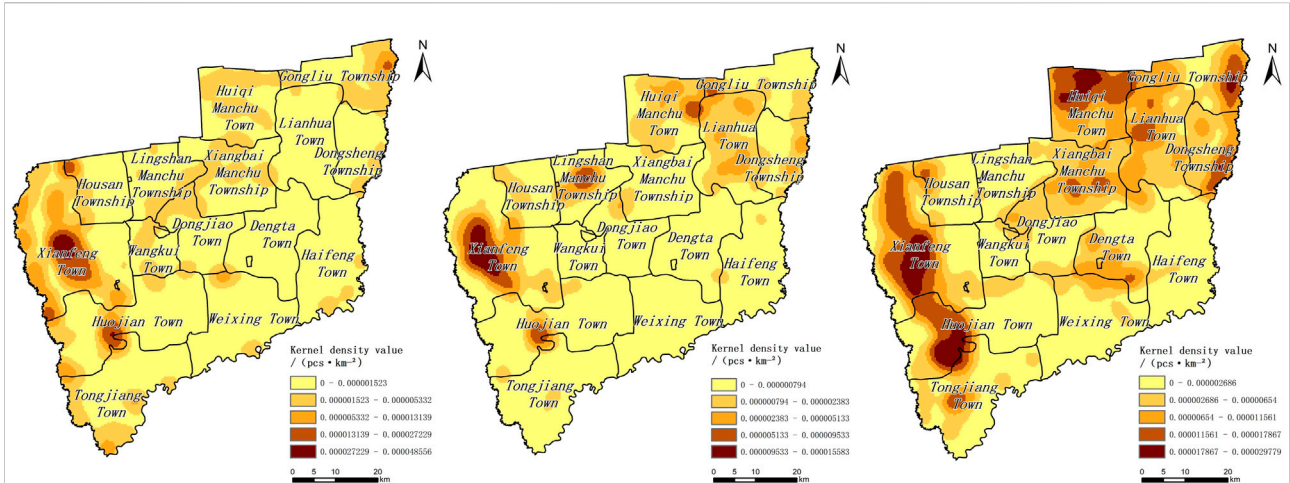 N
Gongliu Township
Huiqi
Manchu
Town
Lianhua
Town
Lingshan
Manchu
Township
Xiangbai
Manchu
Township
Dongsheng
Township
Housan
Township
Dongjiao
Town
Dengta
Town
Xianfeng
Town
Wangkui
Town
Haifeng
Town
Huojian Town
Weixing Town
Tongjiang
Town
Kernel density value
/ (pcs·km⁻²)
0 - 0.000001523
0.000001523 - 0.000005332
0.000005332 - 0.000013139
0.000013139 - 0.000027229
0.000027229 - 0.000048556
0 5 10 20
km
N
Gongliu Township
Huiqi
Manchu
Town
Lianhua
Town
Lingshan
Manchu
Township
Xiangbai
Manchu
Township
Dongsheng
Township
Housan
Township
Dongjiao
Town
Wangkui
Town
Dengta
Town
Xianfeng
Town
Haifeng
Town
Huojian Town
Weixing Town
Tongjiang
Town
Kernel density value
/ (pcs·km⁻²)
0 - 0.000000794
0.000000794 - 0.000002383
0.000002383 - 0.000005133
0.000005133 - 0.000009533
0.000009533 - 0.000015583
0 5 10 20
km
N
Gongliu Township
Huiqi
Manchu
Town
Lianhua
Town
Lingshan
Manchu
Township
Xiangbai
Manchu
Township
Dongsheng
Township
Housan
Township
Dongjiao
Town
Wangkui
Town
Dengta
Town
Xianfeng
Town
Haifeng
Town
Huojian Town
Weixing Town
Tongjiang
Town
Kernel density value
/ (pcs·km⁻²)
0 - 0.000002686
0.000002686 - 0.00000654
0.00000654 - 0.000011561
0.000011561 - 0.000017867
0.000017867 - 0.000029779
0 5 10 20
km